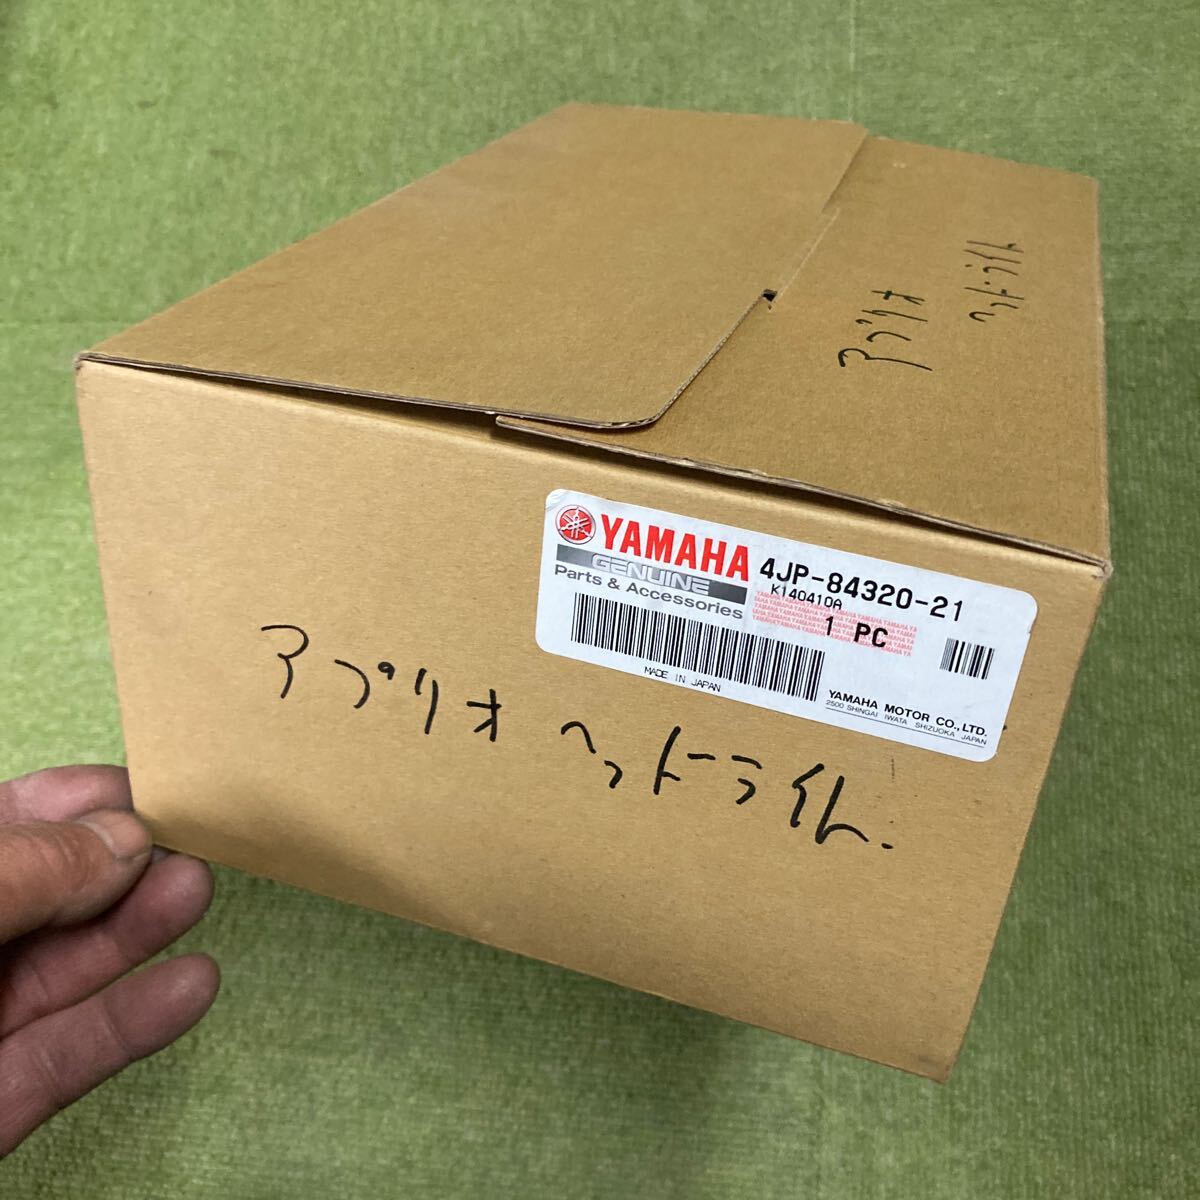 アプリオ
ヘッドライト
YAMAHA
GENUINE
Parts & Accessories
4JP-84320-21
K140410A
1 PC
MADE IN JAPAN
YAMAHA MOTOR CO., LTD.
2500 SHINGAI IWATA SHIZUOKA JAPAN
アプリオ ヘッドライト.